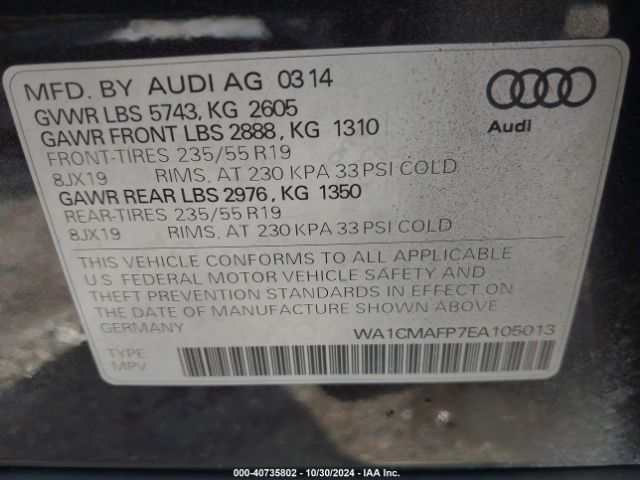 MFD. BY AUDI AG 03 14
GVWR LBS 5743, KG 2605
GAWR FRONT LBS 2888, KG 1310
FRONT-TIRES 235/55 R19
8JX19 RIMS, AT 230 KPA 33 PSI COLD
GAWR REAR LBS 2976, KG 1350
REAR-TIRES 235/55 R19
8JX19 RIMS, AT 230 KPA 33 PSI COLD
Audi
THIS VEHICLE CONFORMS TO ALL APPLICABLE
U.S. FEDERAL MOTOR VEHICLE SAFETY AND
THEFT PREVENTION STANDARDS IN EFFECT ON
THE DATE OF MANUFACTURE SHOWN ABOVE
GERMANY WA1CMAFP7EA105013
TYPE:
MPV
000-40735802 - 10/30/2024 - IAA Inc.